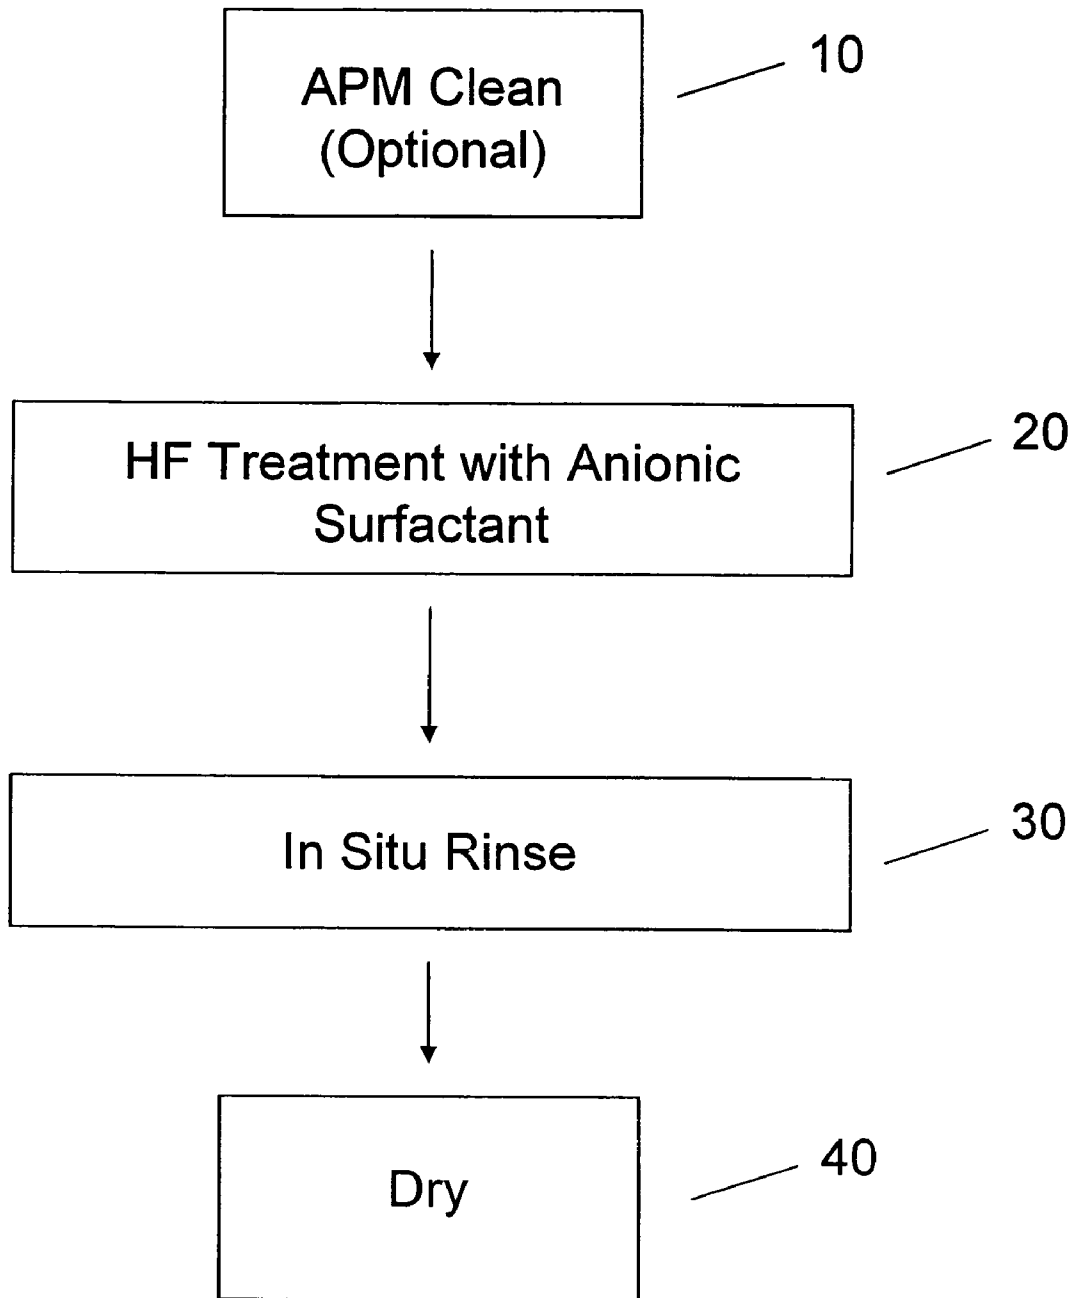 APM Clean
(Optional)
10
HF Treatment with Anionic
Surfactant
20
In Situ Rinse
30
Dry
40